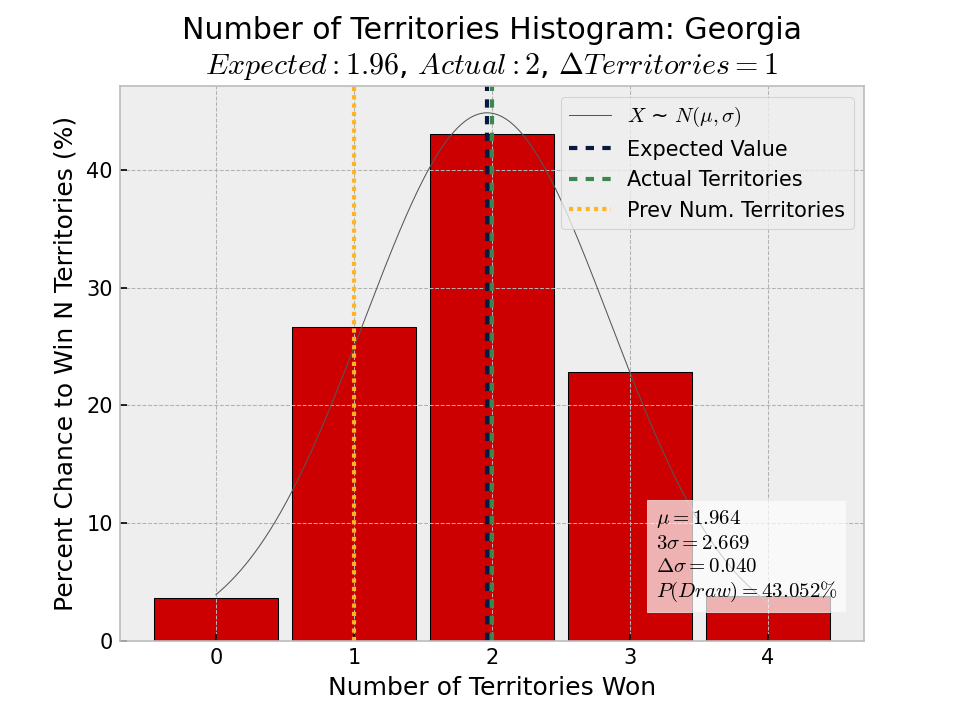 Number of Territories Histogram: Georgia
Expected : 1.96, Actual : 2, ΔTerritories = 1
Percent Chance to Win N Territories (%)
X ~ N(μ, σ)
Expected Value
Actual Territories
Prev Num. Territories
40
30
20
10
0
μ = 1.964
3σ = 2.669
Δσ = 0.040
P(Draw) = 43.052%
0 1 2 3 4
Number of Territories Won